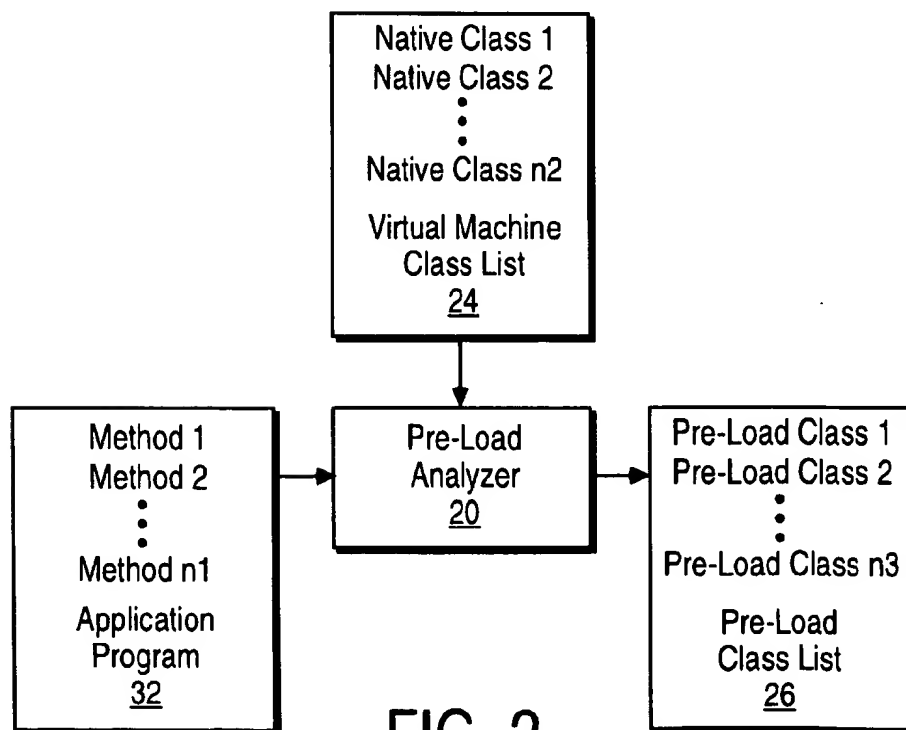 Native Class 1
Native Class 2
Native Class n2
Virtual Machine
Class List
24
Method 1
Method 2
Method n1
Application
Program
32
Pre-Load
Analyzer
20
Pre-Load Class 1
Pre-Load Class 2
Pre-Load Class n3
Pre-Load
Class List
26